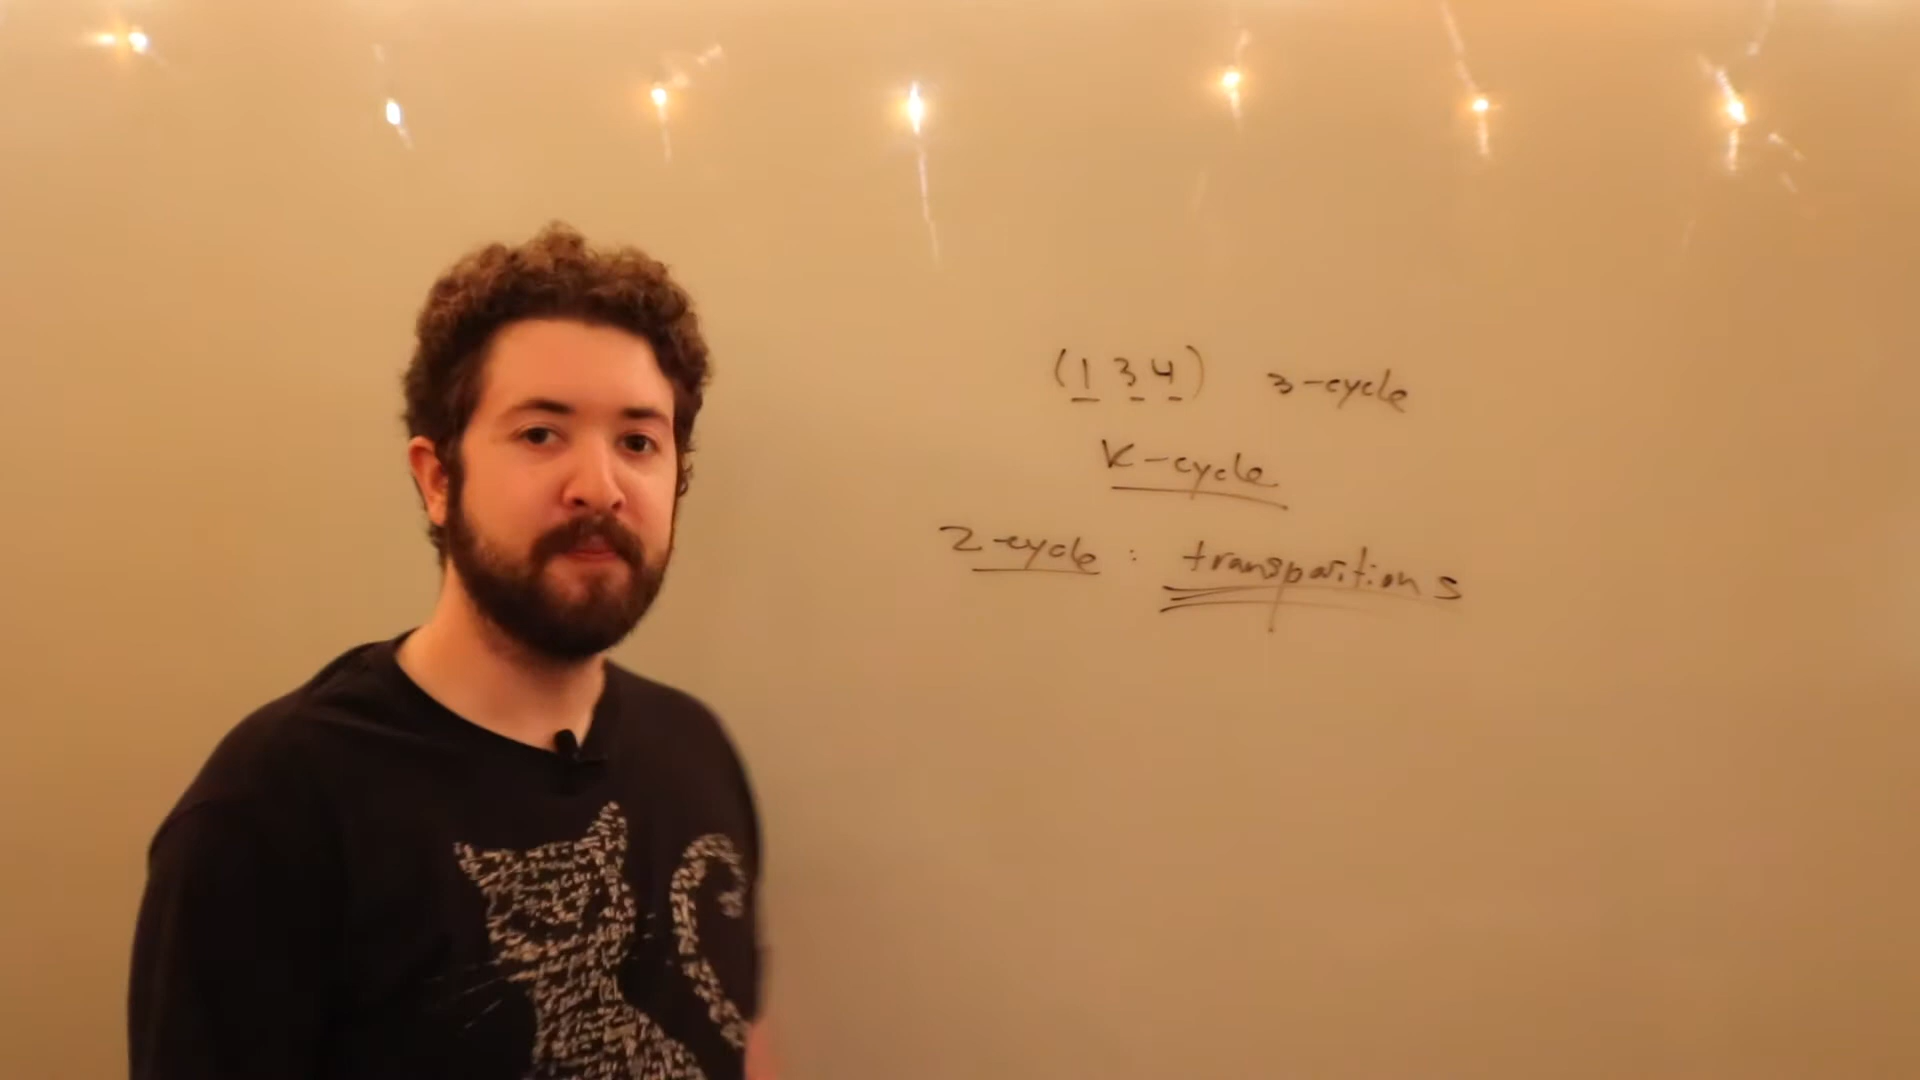 (1 3 4) 3-cycle
K-cycle
2-cycle : transpositions